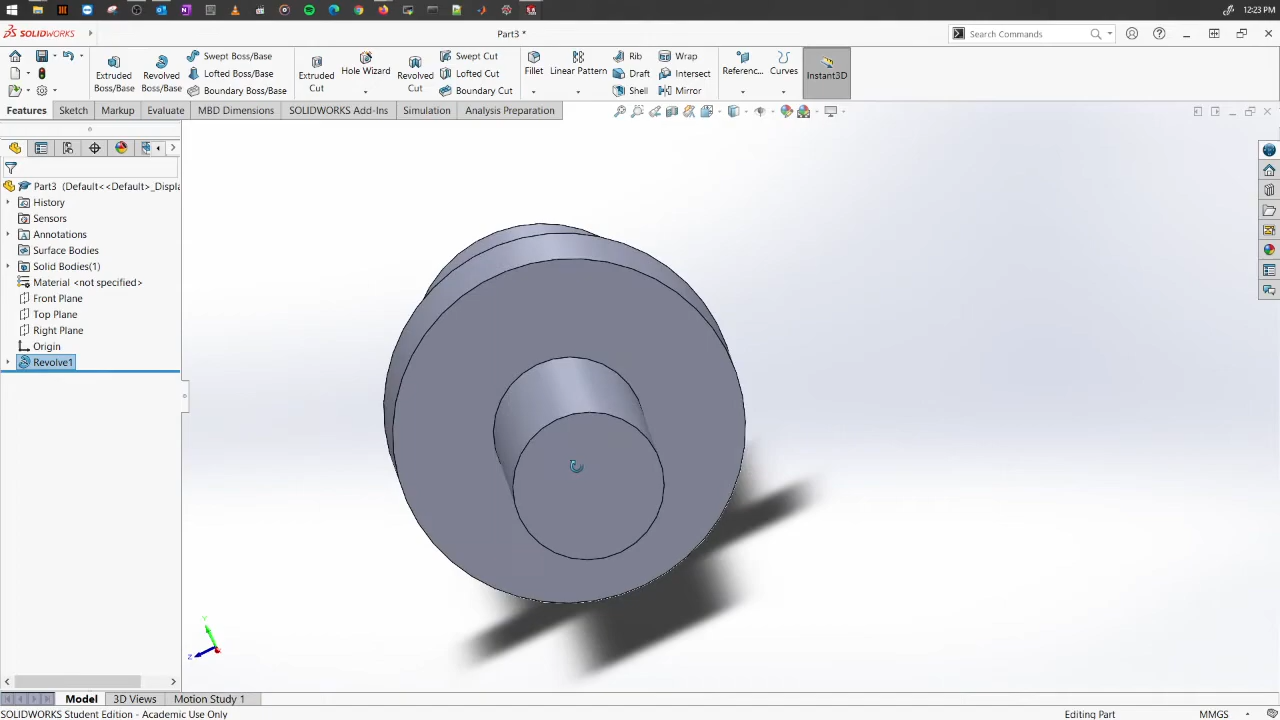 12:23 PM
SOLIDWORKS
Part3 *
Search Commands
Extruded Boss/Base
Revolved Boss/Base
Swept Boss/Base
Lofted Boss/Base
Boundary Boss/Base
Extruded Cut
Hole Wizard
Revolved Cut
Swept Cut
Lofted Cut
Boundary Cut
Fillet
Linear Pattern
Rib
Draft
Shell
Wrap
Intersect
Mirror
Referenc...
Curves
Instant3D
Features Sketch Markup Evaluate MBD Dimensions SOLIDWORKS Add-Ins Simulation Analysis Preparation
Part3 (Default<<Default>_Displa
History
Sensors
Annotations
Surface Bodies
Solid Bodies(1)
Material <not specified>
Front Plane
Top Plane
Right Plane
Origin
Revolve1
Y
Z
Model 3D Views Motion Study 1
SOLIDWORKS Student Edition - Academic Use Only
Editing Part
MMGS